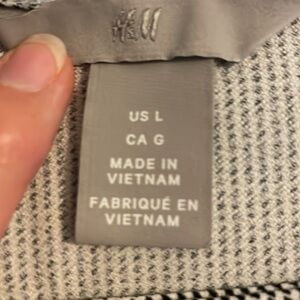 H&M
US L
CA G
MADE IN
VIETNAM
FABRIQUÉ EN
VIETNAM